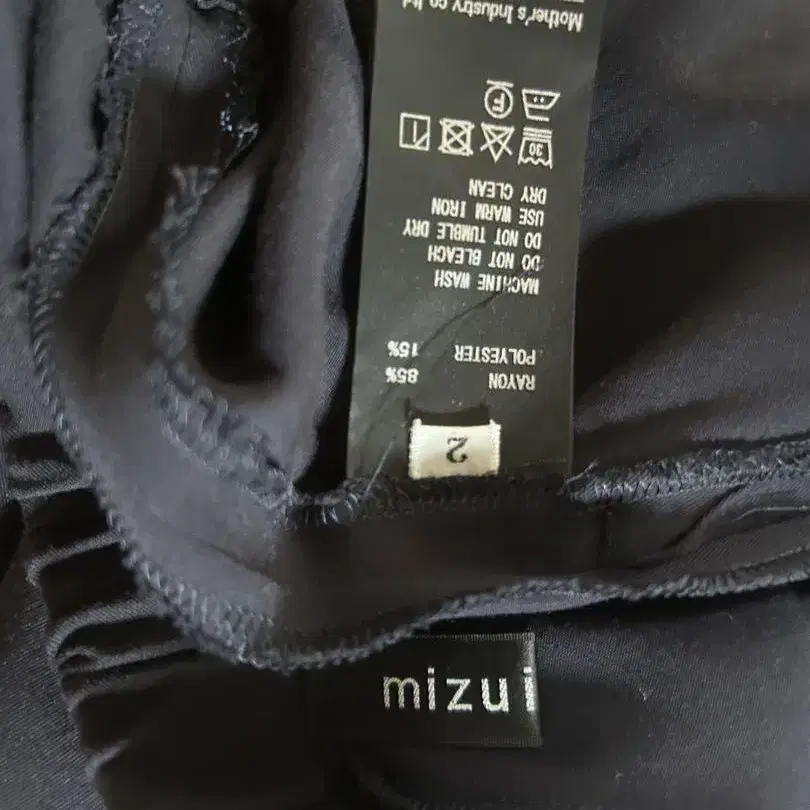 RAYON 85%
POLYESTER 15%
MACHINE WASH
DO NOT BLEACH
DO NOT TUMBLE DRY
USE WARM IRON
DRY CLEAN
30
F
Mother's Industry co.ltd
2
mizui